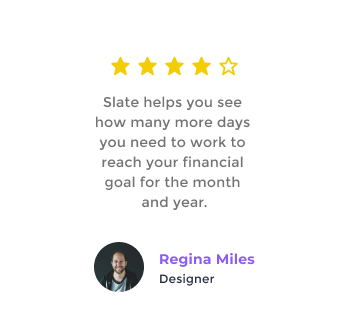 Slate helps you see
how many more days
you need to work to
reach your financial
goal for the month
and year.
Regina Miles
Designer